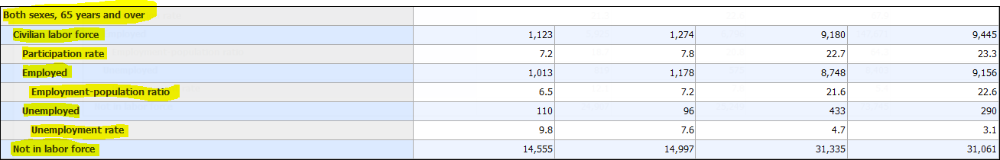 Both sexes, 65 years and over
Civilian labor force 1,123 1,274 9,180 9,445
Participation rate 7.2 7.8 22.7 23.3
Employed 1,013 1,178 8,748 9,156
Employment-population ratio 6.5 7.2 21.6 22.6
Unemployed 110 96 433 290
Unemployment rate 9.8 7.6 4.7 3.1
Not in labor force 14,555 14,997 31,335 31,061